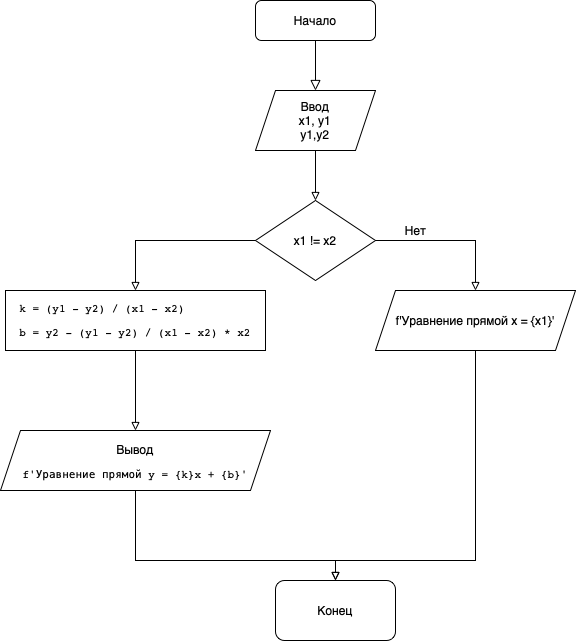 Начало
Ввод
x1, y1
y1,y2
x1 != x2
Нет
k = (y1 - y2) / (x1 - x2)
b = y2 - (y1 - y2) / (x1 - x2) * x2
f'Уравнение прямой x = {x1}'
Вывод
f'Уравнение прямой y = {k}x + {b}'
Конец